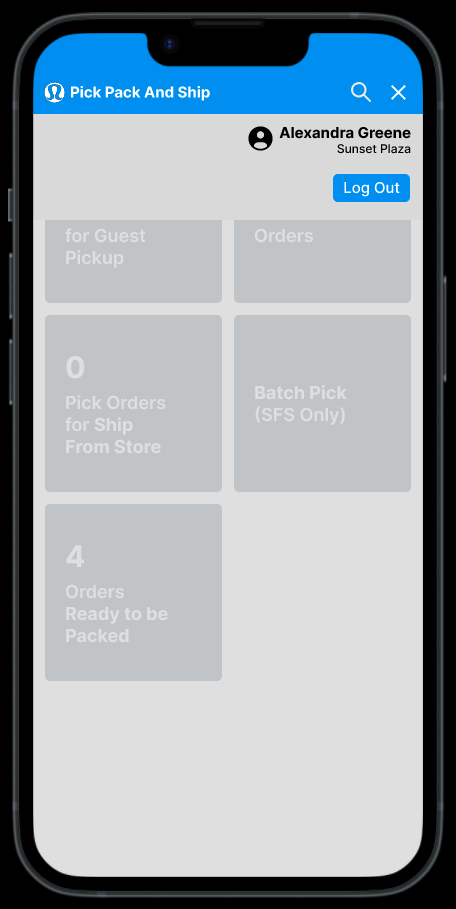 Pick Pack And Ship
Alexandra Greene
Sunset Plaza
Log Out
for Guest
Pickup
Orders
0
Pick Orders
for Ship
From Store
Batch Pick
(SFS Only)
4
Orders
Ready to be
Packed